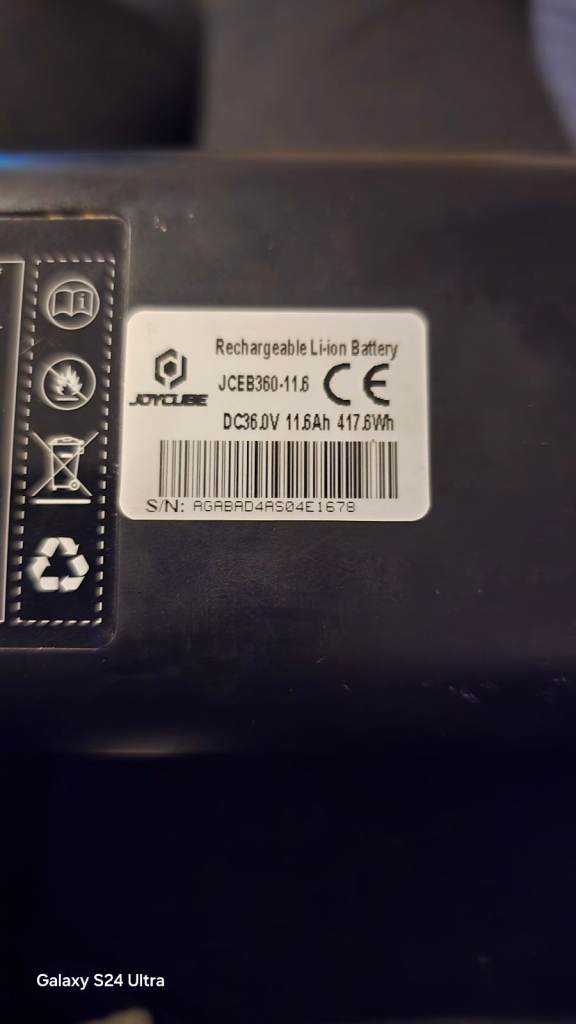 Rechargeable Li-ion Battery
JCEB360-11.6 CE
JOYCUBE
DC36.0V 11.6Ah 417.6Wh
S/N: AGABAD4AS04E1678
Galaxy S24 Ultra